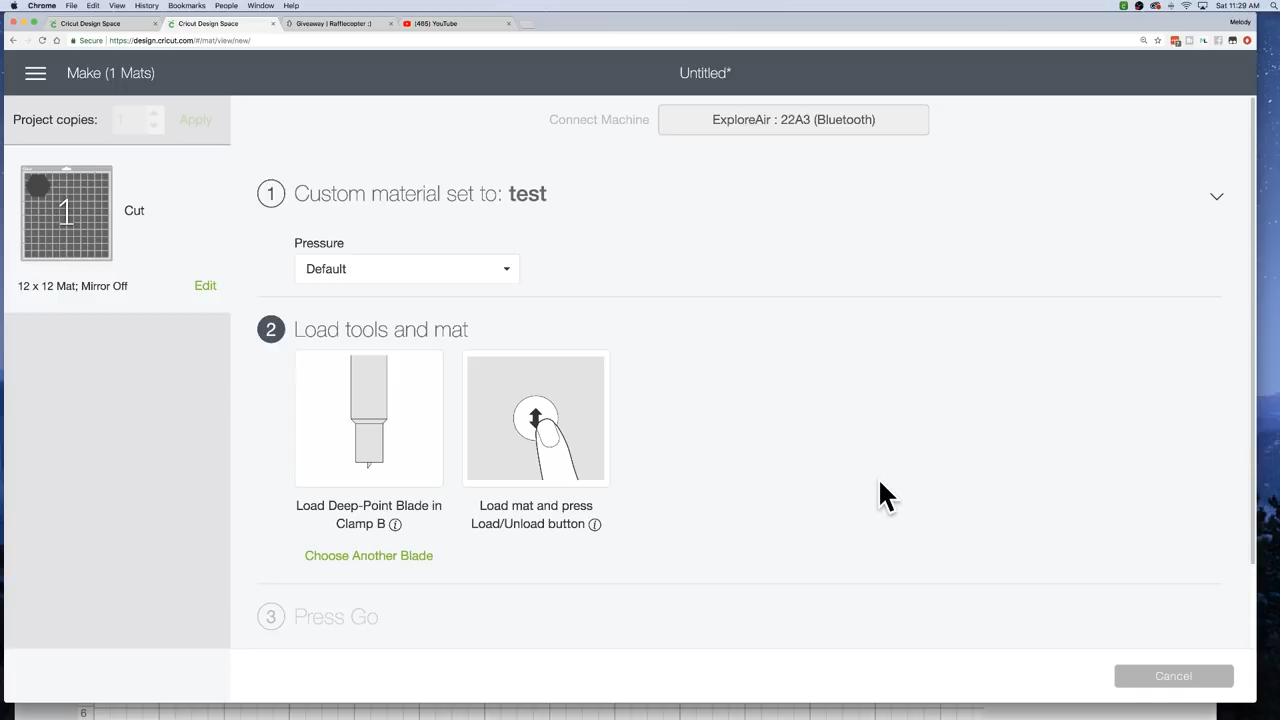 Chrome File Edit View History Bookmarks People Window Help
Sat 11:29 AM
Cricut Design Space
Cricut Design Space
Giveaway | Rafflecopter :)
(485) YouTube
Melody
Secure https://design.cricut.com/#/mat/view/new/
Make (1 Mats)
Untitled*
Project copies: 1 Apply
Connect Machine
ExploreAir : 22A3 (Bluetooth)
1
Cut
12 x 12 Mat; Mirror Off
Edit
1 Custom material set to: test
Pressure
Default
2 Load tools and mat
Load Deep-Point Blade in
Clamp B
Choose Another Blade
Load mat and press
Load/Unload button
3 Press Go
Cancel
6